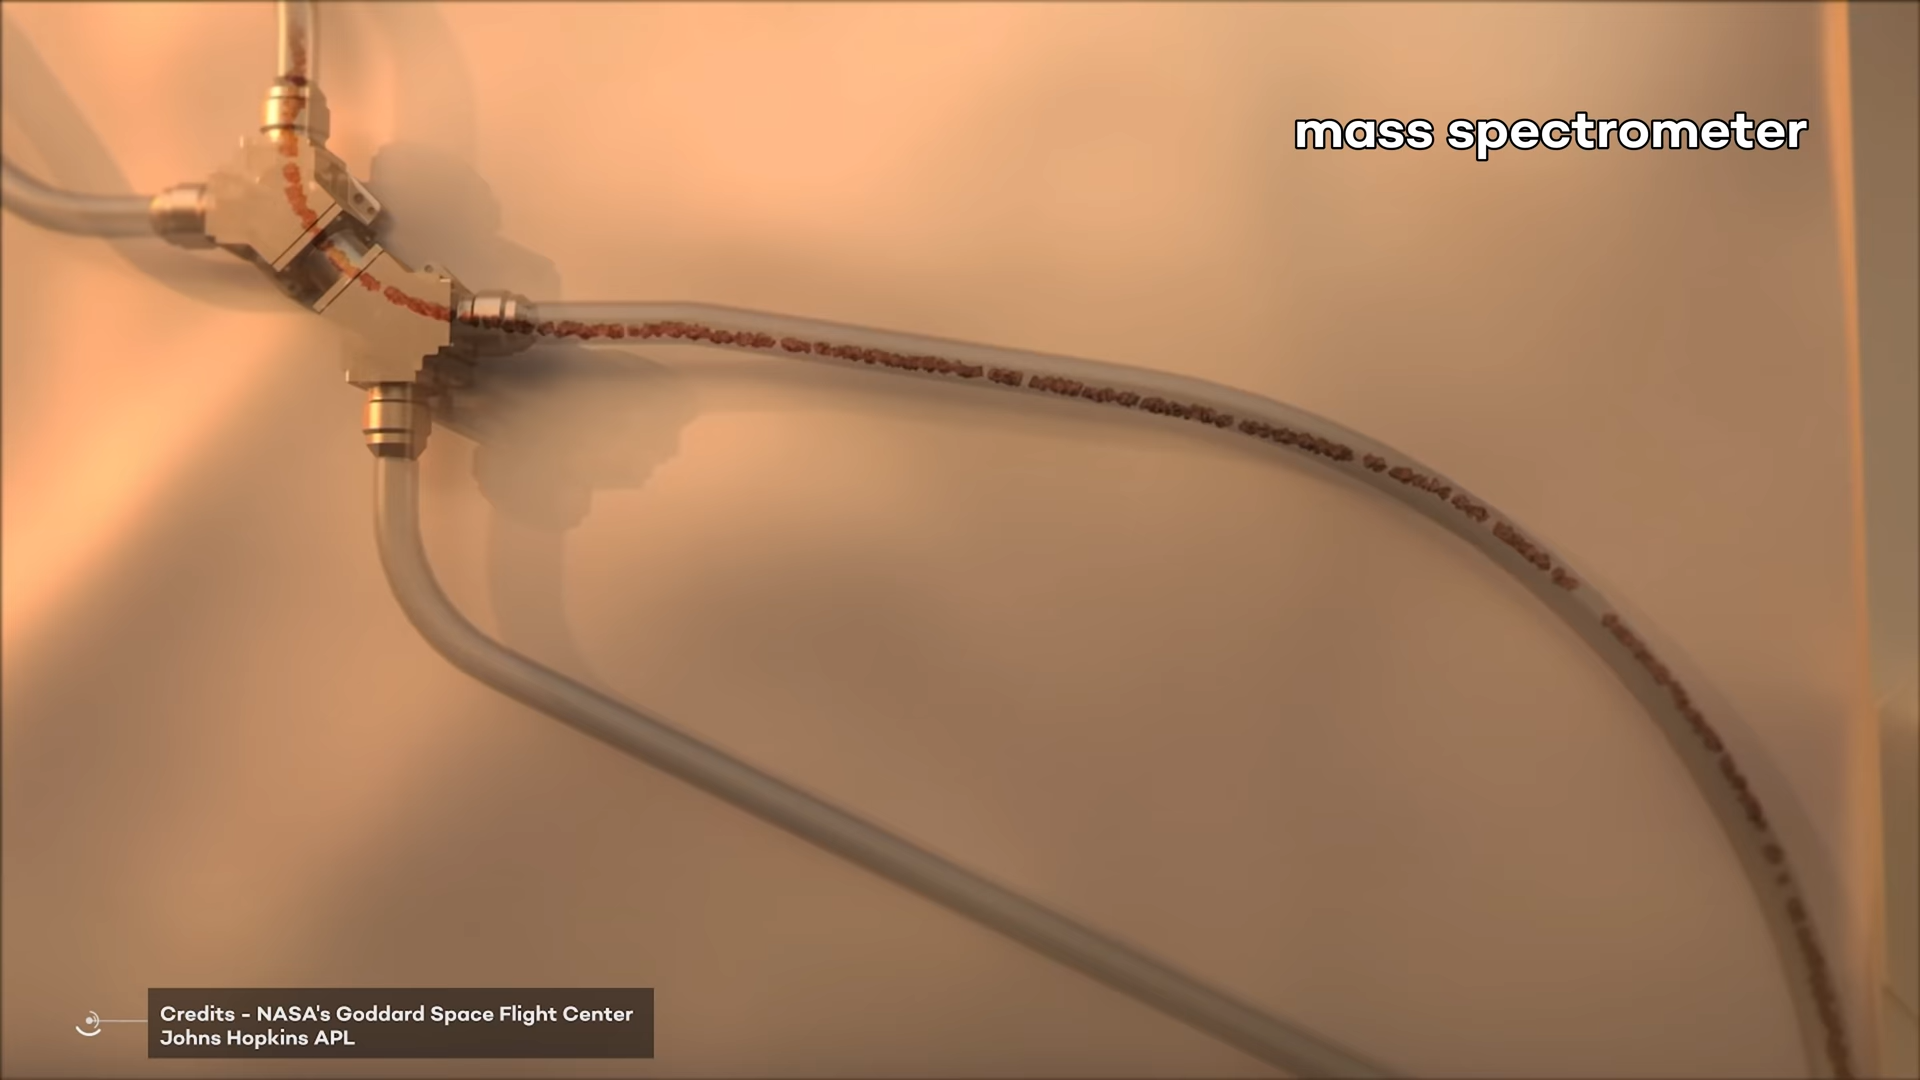 mass spectrometer
Credits - NASA's Goddard Space Flight Center
Johns Hopkins APL